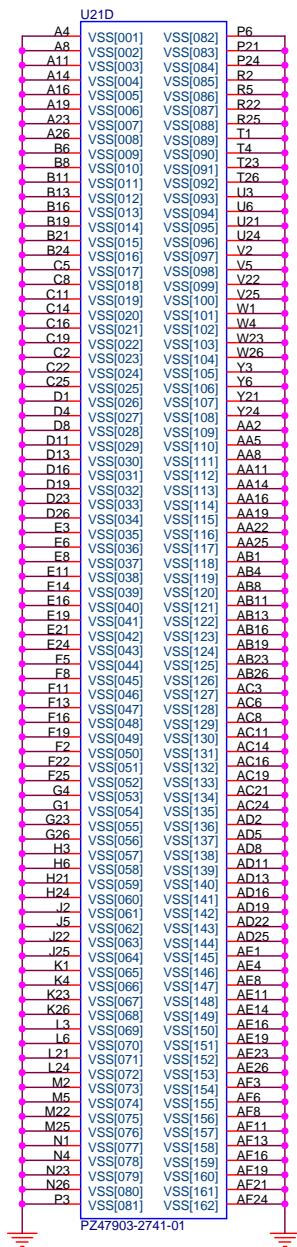 U21D
A4 VSS[001] VSS[082] P6
A8 VSS[002] VSS[083] P21
A11 VSS[003] VSS[084] P24
A14 VSS[004] VSS[085] R2
A16 VSS[005] VSS[086] R5
A19 VSS[006] VSS[087] R22
A23 VSS[007] VSS[088] R25
A26 VSS[008] VSS[089] T1
B6 VSS[009] VSS[090] T4
B8 VSS[010] VSS[091] T23
B11 VSS[011] VSS[092] T26
B13 VSS[012] VSS[093] U3
B16 VSS[013] VSS[094] U6
B19 VSS[014] VSS[095] U21
B21 VSS[015] VSS[096] U24
B24 VSS[016] VSS[097] V2
C5 VSS[017] VSS[098] V5
C8 VSS[018] VSS[099] V22
C11 VSS[019] VSS[100] V25
C14 VSS[020] VSS[101] W1
C16 VSS[021] VSS[102] W4
C19 VSS[022] VSS[103] W23
C2 VSS[023] VSS[104] W26
C22 VSS[024] VSS[105] Y3
C25 VSS[025] VSS[106] Y6
D1 VSS[026] VSS[107] Y21
D4 VSS[027] VSS[108] Y24
D8 VSS[028] VSS[109] AA2
D11 VSS[029] VSS[110] AA5
D13 VSS[030] VSS[111] AA8
D16 VSS[031] VSS[112] AA11
D19 VSS[032] VSS[113] AA14
D23 VSS[033] VSS[114] AA16
D26 VSS[034] VSS[115] AA19
E3 VSS[035] VSS[116] AA22
E6 VSS[036] VSS[117] AA25
E8 VSS[037] VSS[118] AB1
E11 VSS[038] VSS[119] AB4
E14 VSS[039] VSS[120] AB8
E16 VSS[040] VSS[121] AB11
E19 VSS[041] VSS[122] AB13
E21 VSS[042] VSS[123] AB16
E24 VSS[043] VSS[124] AB19
F5 VSS[044] VSS[125] AB23
F8 VSS[045] VSS[126] AB26
F11 VSS[046] VSS[127] AC3
F13 VSS[047] VSS[128] AC6
F16 VSS[048] VSS[129] AC8
F19 VSS[049] VSS[130] AC11
F2 VSS[050] VSS[131] AC14
F22 VSS[051] VSS[132] AC16
F25 VSS[052] VSS[133] AC19
G4 VSS[053] VSS[134] AC21
G1 VSS[054] VSS[135] AC24
G23 VSS[055] VSS[136] AD2
G26 VSS[056] VSS[137] AD5
H3 VSS[057] VSS[138] AD8
H6 VSS[058] VSS[139] AD11
H21 VSS[059] VSS[140] AD13
H24 VSS[060] VSS[141] AD16
J2 VSS[061] VSS[142] AD19
J5 VSS[062] VSS[143] AD22
J22 VSS[063] VSS[144] AD25
J25 VSS[064] VSS[145] AE1
K1 VSS[065] VSS[146] AE4
K4 VSS[066] VSS[147] AE8
K23 VSS[067] VSS[148] AE11
K26 VSS[068] VSS[149] AE14
L3 VSS[069] VSS[150] AE16
L6 VSS[070] VSS[151] AE19
L21 VSS[071] VSS[152] AE23
L24 VSS[072] VSS[153] AE26
M2 VSS[073] VSS[154] AF3
M5 VSS[074] VSS[155] AF6
M22 VSS[075] VSS[156] AF8
M25 VSS[076] VSS[157] AF11
N1 VSS[077] VSS[158] AF13
N4 VSS[078] VSS[159] AF16
N23 VSS[079] VSS[160] AF19
N26 VSS[080] VSS[161] AF21
P3 VSS[081] VSS[162] AF24
PZ47903-2741-01